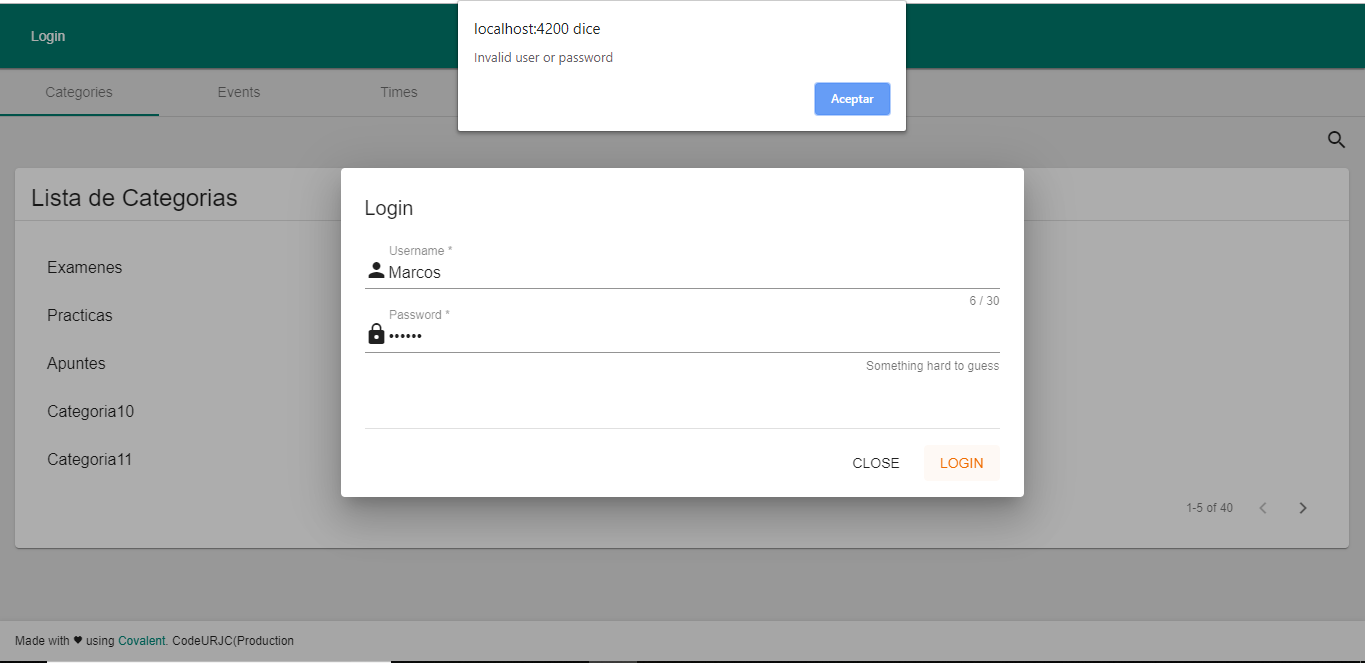 localhost:4200 dice
Invalid user or password
Aceptar
Login
Categories Events Times
Lista de Categorias
Examenes
Practicas
Apuntes
Categoria10
Categoria11
1-5 of 40
Login
Username *
Marcos
6 / 30
Password *
••••••
Something hard to guess
CLOSE LOGIN
Made with ♥ using Covalent. CodeURJC(Production